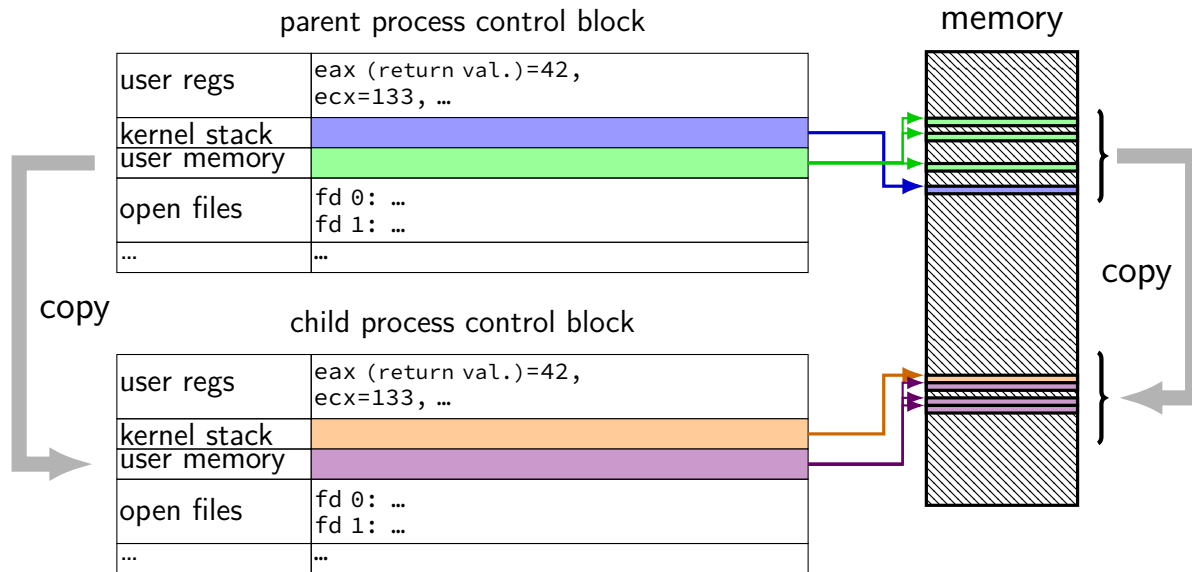 parent process control block
memory
user regs
eax (return val.)=42,
ecx=133, …
kernel stack
user memory
open files
fd 0: …
fd 1: …
… …
copy
copy
child process control block
user regs
eax (return val.)=42,
ecx=133, …
kernel stack
user memory
open files
fd 0: …
fd 1: …
… …